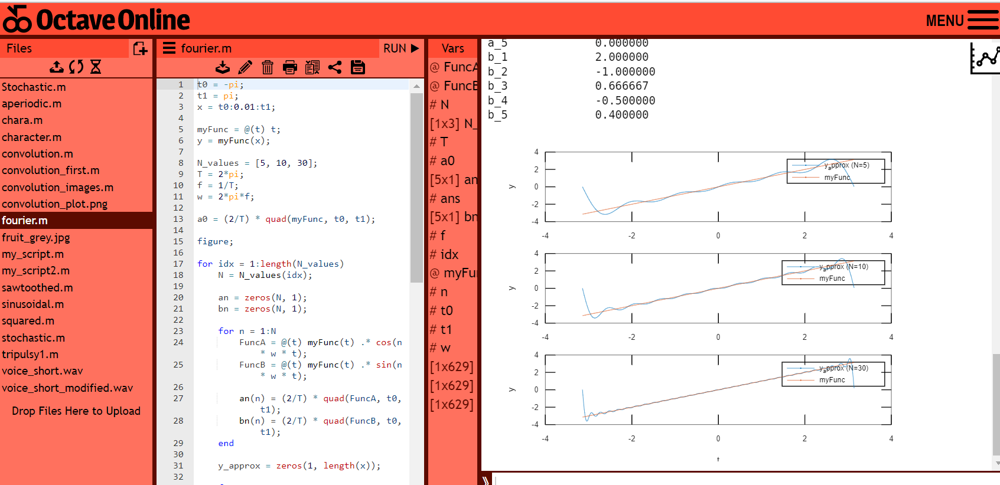 Octave Online
MENU
Files
Stochastic.m
aperiodic.m
chara.m
character.m
convolution.m
convolution_first.m
convolution_images.m
convolution_plot.png
fourier.m
fruit_grey.jpg
my_script.m
my_script2.m
sawtoothed.m
sinusoidal.m
squared.m
stochastic.m
tripulsy1.m
voice_short.wav
voice_short_modified.wav
Drop Files Here to Upload
fourier.m
RUN
1 t0 = -pi;
2 t1 = pi;
3 x = t0:0.01:t1;
4
5 myFunc = @(t) t;
6 y = myFunc(x);
7
8 N_values = [5, 10, 30];
9 T = 2*pi;
10 f = 1/T;
11 w = 2*pi*f;
12
13 a0 = (2/T) * quad(myFunc, t0, t1);
14
15 figure;
16
17 for idx = 1:length(N_values)
18 N = N_values(idx);
19
20 an = zeros(N, 1);
21 bn = zeros(N, 1);
22
23 for n = 1:N
24 FuncA = @(t) myFunc(t) .* cos(n
* w * t);
25 FuncB = @(t) myFunc(t) .* sin(n
* w * t);
26
27 an(n) = (2/T) * quad(FuncA, t0,
t1);
28 bn(n) = (2/T) * quad(FuncB, t0,
t1);
29 end
30
31 y_approx = zeros(1, length(x));
32
Vars
@ FuncA
@ FuncB
# N
[1x3] N_
# T
# a0
[5x1] an
# ans
[5x1] bn
# f
# idx
@ myFu
# n
# t0
# t1
# w
[1x629]
[1x629]
[1x629]
a_5 0.000000
b_1 2.000000
b_2 -1.000000
b_3 0.666667
b_4 -0.500000
b_5 0.400000
4
2
0
-2
-4
y
-4 -2 0 2 4
yapprox (N=5)
myFunc
4
2
0
-2
-4
y
-4 -2 0 2 4
yapprox (N=10)
myFunc
4
2
0
-2
-4
y
-4 -2 0 2 4
yapprox (N=30)
myFunc
t